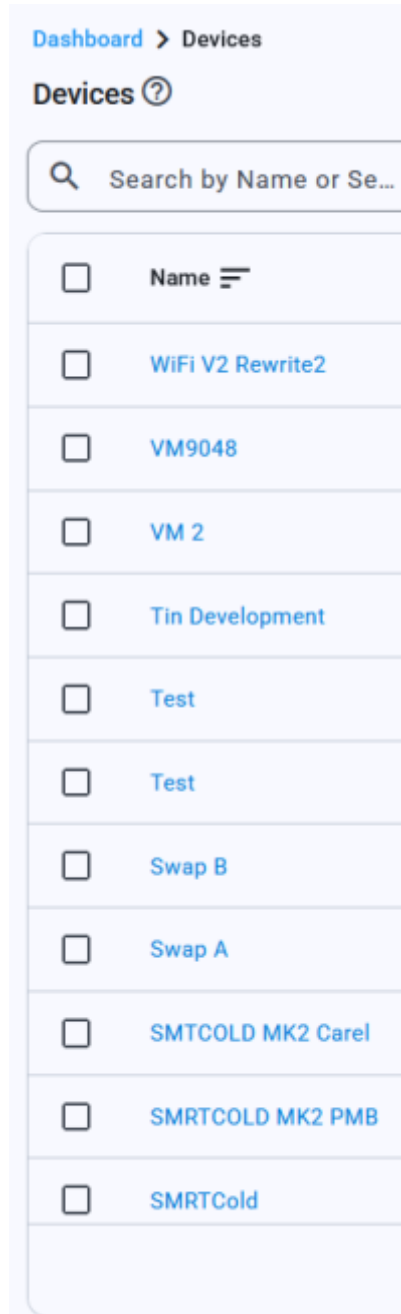 Dashboard > Devices
Devices
Search by Name or Se...
Name
WiFi V2 Rewrite2
VM9048
VM 2
Tin Development
Test
Test
Swap B
Swap A
SMTCOLD MK2 Carel
SMRTCOLD MK2 PMB
SMRTCold